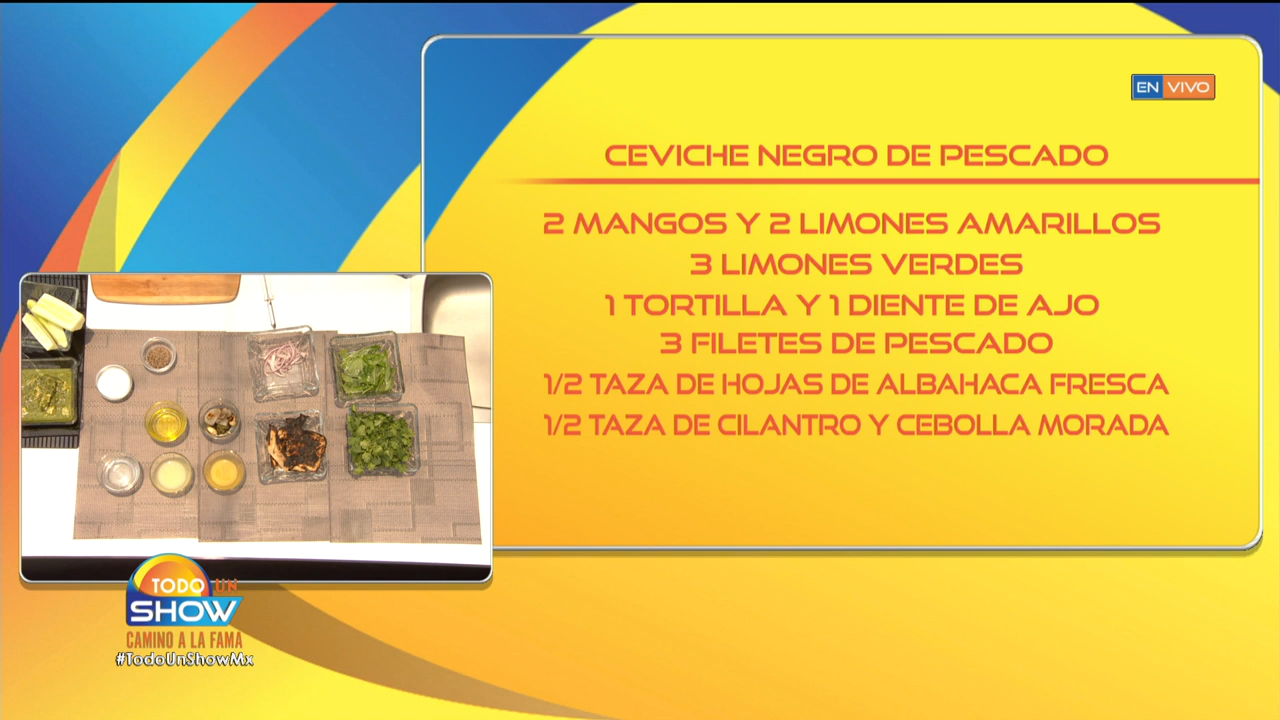 EN VIVO
CEVICHE NEGRO DE PESCADO
2 MANGOS Y 2 LIMONES AMARILLOS
3 LIMONES VERDES
1 TORTILLA Y 1 DIENTE DE AJO
3 FILETES DE PESCADO
1/2 TAZA DE HOJAS DE ALBAHACA FRESCA
1/2 TAZA DE CILANTRO Y CEBOLLA MORADA
TODO UN
SHOW
CAMINO A LA FAMA
#TodoUnShowMx